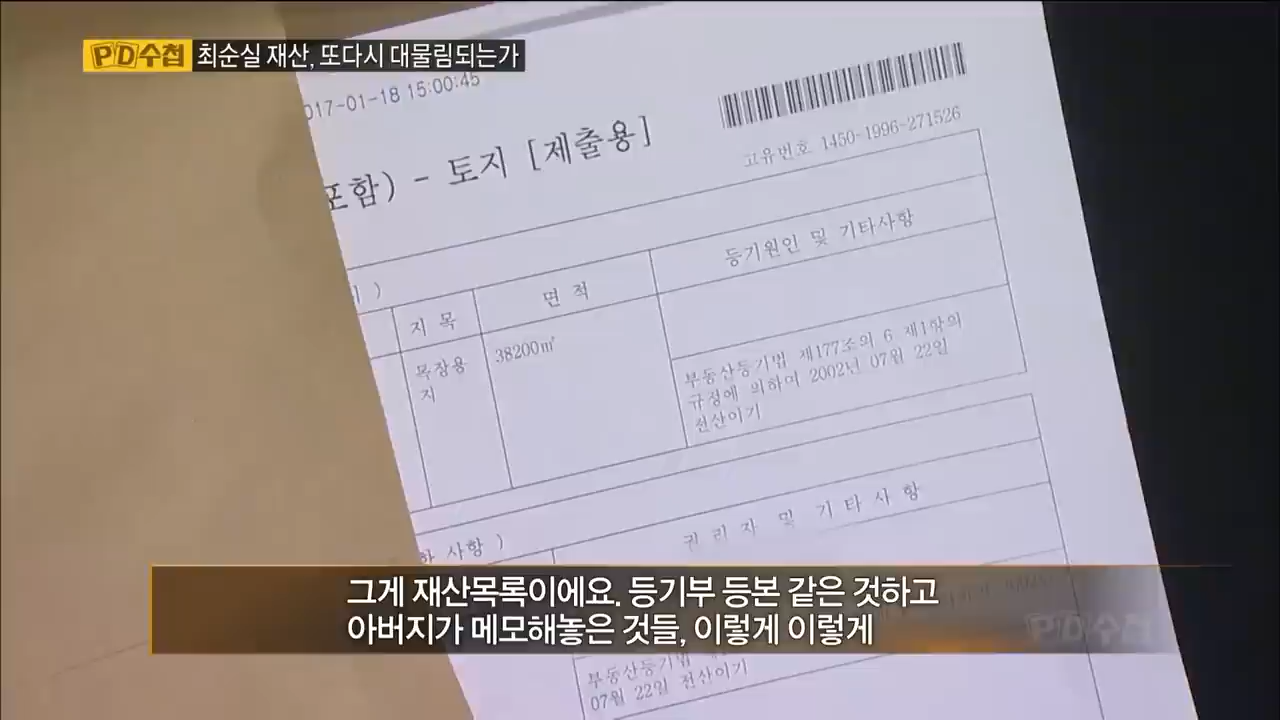 PD수첩 최순실 재산, 또다시 대물림되는가
017-01-18 15:00:45
고유번호 1450-1996-271526
포함) - 토지 [제출용]
지 목
면 적
등기원인 및 기타사항
목장용
지
38200㎡
부동산등기법 제177조의 6 제1항의
규정에 의하여 2002년 07월 22일
전산이기
사항 )
권 리 자 및 기 타 사 항
그게 재산목록이에요. 등기부 등본 같은 것하고
아버지가 메모해놓은 것들, 이렇게 이렇게
PD수첩
부동산등기법
07월 22일 전산이기